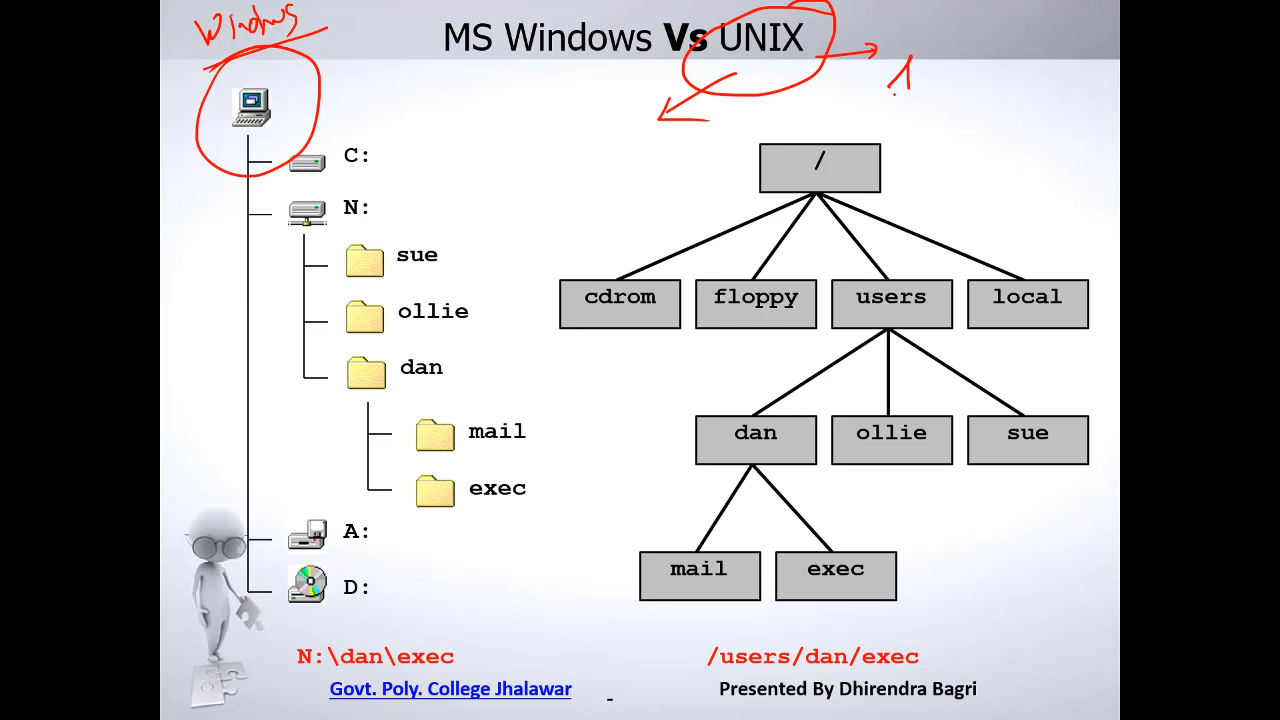 Windows
MS Windows Vs UNIX
1
C:
N:
sue
ollie
dan
mail
exec
A:
D:
/
cdrom floppy users local
dan ollie sue
mail exec
N:\dan\exec
/users/dan/exec
Govt. Poly. College Jhalawar
-
Presented By Dhirendra Bagri